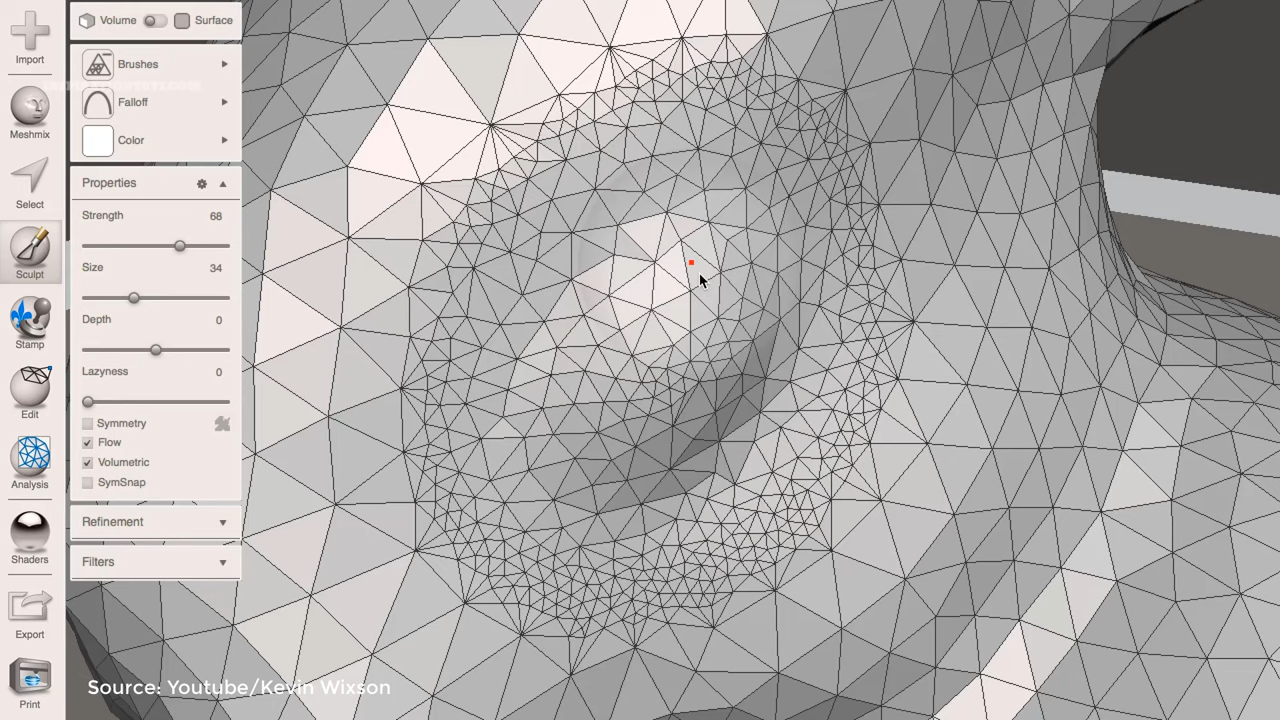 Import
Meshmix
Select
Sculpt
Stamp
Edit
Analysis
Shaders
Export
Print
Volume Surface
Brushes
Falloff
Color
Properties
Strength 68
Size 34
Depth 0
Lazyness 0
Symmetry
Flow
Volumetric
SymSnap
Refinement
Filters
Source: Youtube/Kevin Wixson